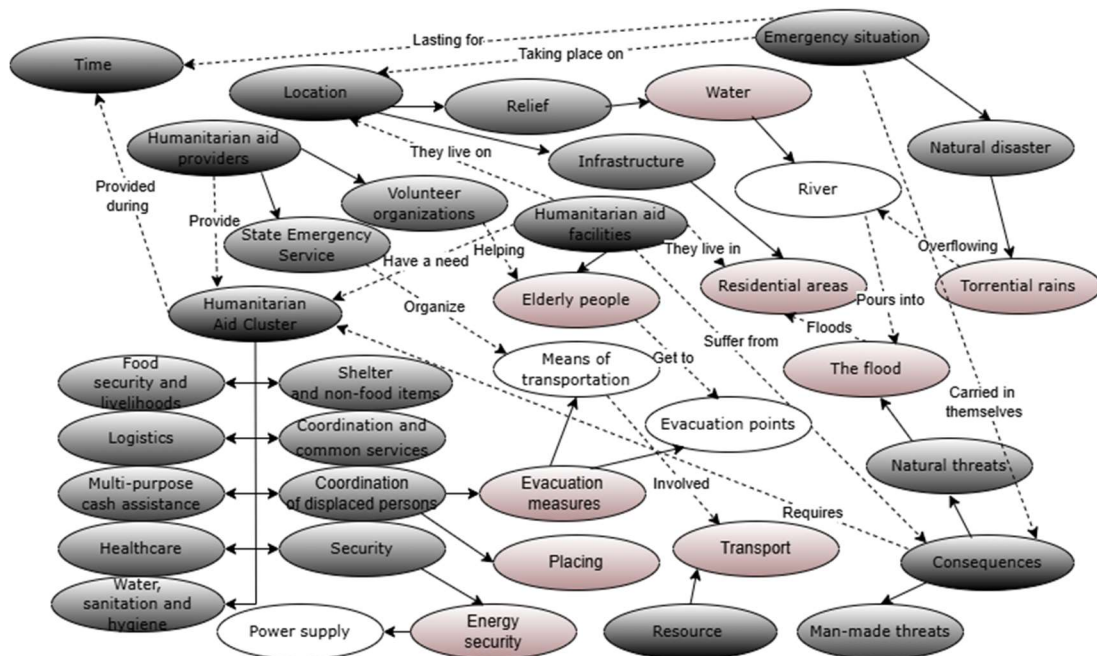 Lasting for
Emergency situation
Time
Taking place on
Location
Relief
Water
Humanitarian aid
providers
They live on
Infrastructure
Natural disaster
Provided
during
Volunteer
organizations
River
Provide
State Emergency
Service
Humanitarian aid
facilities
Helping
They live in
Overflowing
Have a need
Humanitarian
Aid Cluster
Organize
Elderly people
Residential areas
Pours into
Torrential rains
Floods
Food
security and
livelihoods
Shelter
and non-food items
Means of
transportation
Get to
Suffer from
The flood
Carried in
themselves
Logistics
Coordination and
common services
Evacuation points
Natural threats
Multi-purpose
cash assistance
Coordination
of displaced persons
Evacuation
measures
Involved
Requires
Healthcare
Security
Placing
Transport
Consequences
Water,
sanitation and
hygiene
Power supply
Energy
security
Resource
Man-made threats